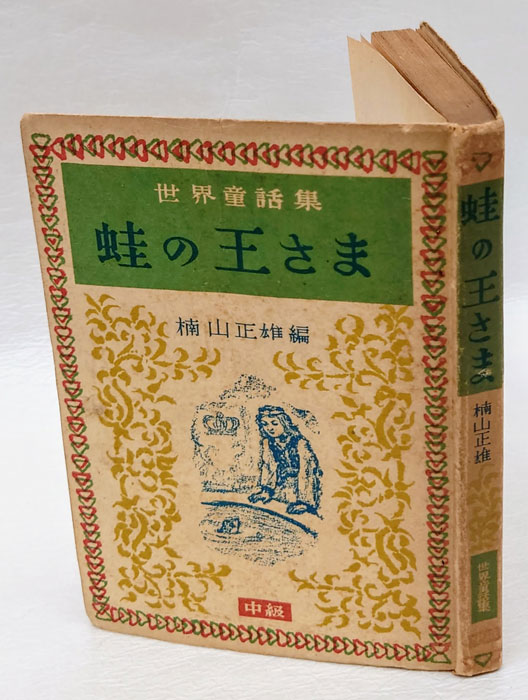 世界童話集
蛙の王さま
楠山正雄編
中級
蛙の王さま
楠山正雄
世界童話集